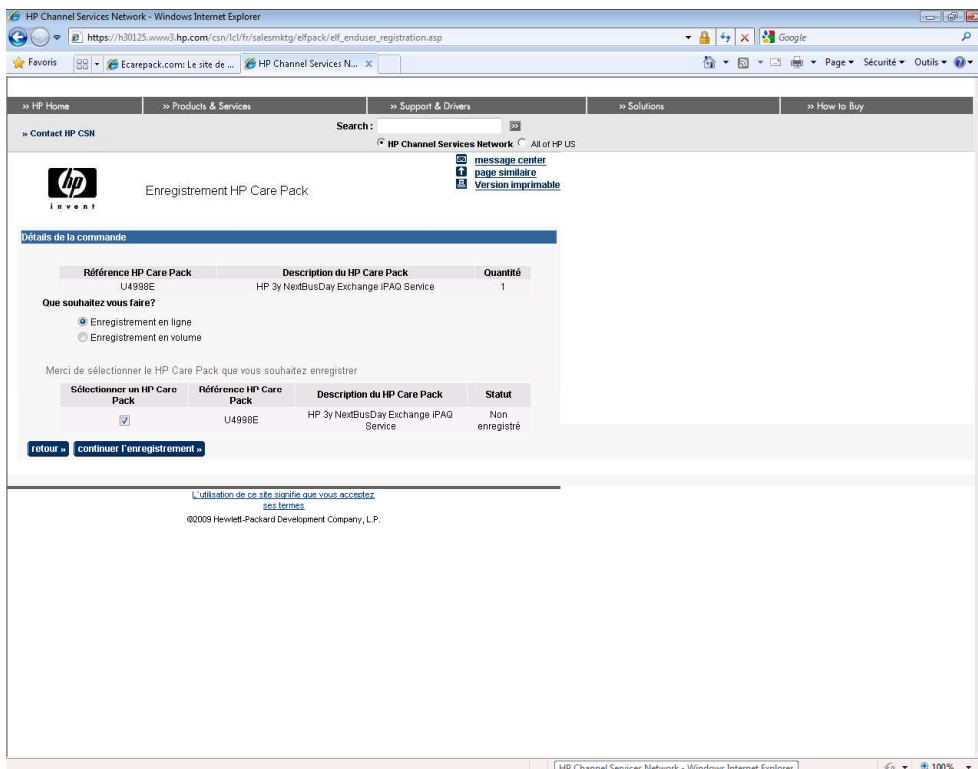 HP Channel Services Network - Windows Internet Explorer
https://h30125.www3.hp.com/csn/lcl/fr/salesmktg/elfpack/elf_enduser_registration.asp
Google
Favoris
Ecarepack.com: Le site de ...
HP Channel Services N...
Page
Sécurité
Outils
» HP Home
» Products & Services
» Support & Drivers
» Solutions
» How to Buy
» Contact HP CSN
Search :
»
HP Channel Services Network
All of HP US
message center
page similaire
Version imprimable
hp
invent
Enregistrement HP Care Pack
Détails de la commande
Référence HP Care Pack Description du HP Care Pack Quantité
U4998E HP 3y NextBusDay Exchange iPAQ Service 1
Que souhaitez vous faire?
Enregistrement en ligne
Enregistrement en volume
Merci de sélectionner le HP Care Pack que vous souhaitez enregistrer
Sélectionner un HP Care Pack
Référence HP Care Pack
Description du HP Care Pack
Statut
U4998E
HP 3y NextBusDay Exchange iPAQ
Service
Non
enregistré
retour »
continuer l'enregistrement »
L`utilisation de ce site signifie que vous acceptez
ses termes
©2009 Hewlett-Packard Development Company, L.P.
HP Channel Services Network - Windows Internet Explorer
100%